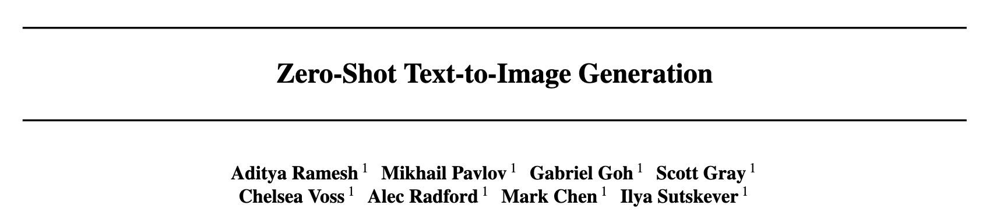 Zero-Shot Text-to-Image Generation
Aditya Ramesh 1 Mikhail Pavlov 1 Gabriel Goh 1 Scott Gray 1
Chelsea Voss 1 Alec Radford 1 Mark Chen 1 Ilya Sutskever 1